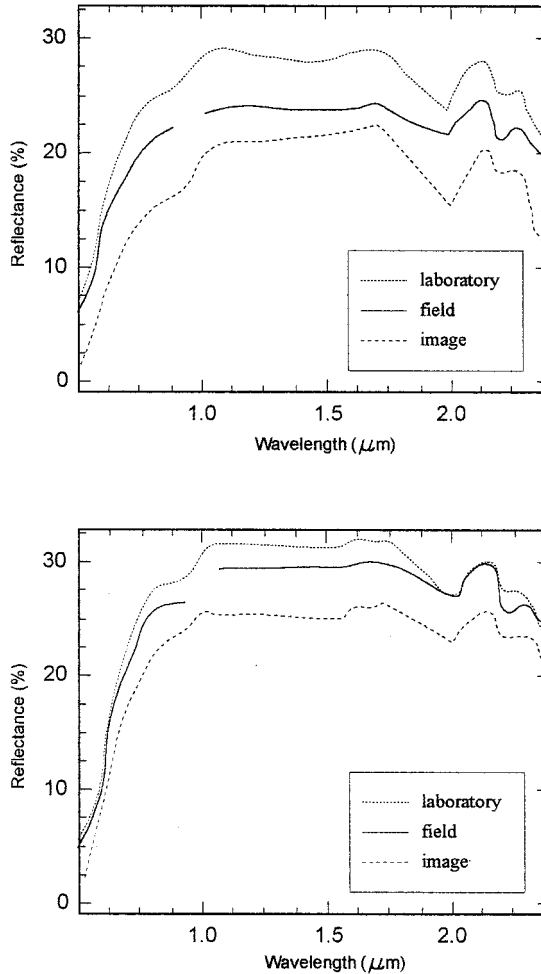 30
20
10
0
Reflectance (%)
laboratory
field
image
1.0
1.5
2.0
Wavelength (μm)
30
20
10
0
Reflectance (%)
laboratory
field
image
1.0
1.5
2.0
Wavelength (μm)